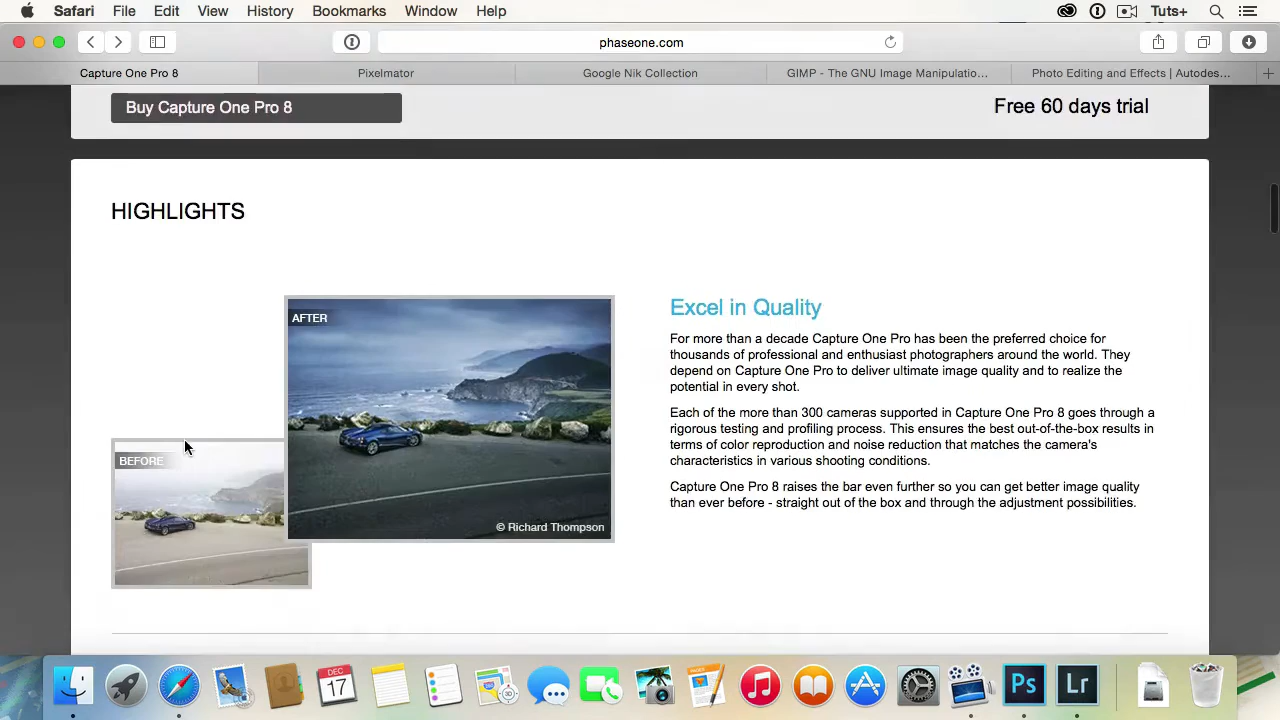 Safari File Edit View History Bookmarks Window Help Tuts+
phaseone.com
Capture One Pro 8 Pixelmator Google Nik Collection GIMP - The GNU Image Manipulatio... Photo Editing and Effects | Autodes...
Buy Capture One Pro 8 Free 60 days trial
HIGHLIGHTS
AFTER
BEFORE
© Richard Thompson
Excel in Quality
For more than a decade Capture One Pro has been the preferred choice for
thousands of professional and enthusiast photographers around the world. They
depend on Capture One Pro to deliver ultimate image quality and to realize the
potential in every shot.
Each of the more than 300 cameras supported in Capture One Pro 8 goes through a
rigorous testing and profiling process. This ensures the best out-of-the-box results in
terms of color reproduction and noise reduction that matches the camera's
characteristics in various shooting conditions.
Capture One Pro 8 raises the bar even further so you can get better image quality
than ever before - straight out of the box and through the adjustment possibilities.
DEC
17
PAGES
Ps
Lr